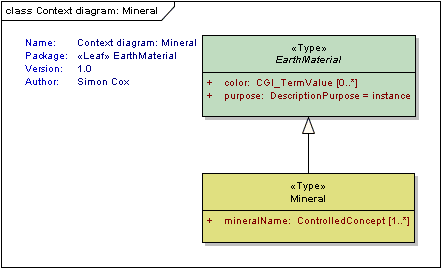 class Context diagram: Mineral
Name: Context diagram: Mineral
Package: «Leaf» EarthMaterial
Version: 1.0
Author: Simon Cox
«Type»
EarthMaterial
+ color: CGI_TermValue [0..*]
+ purpose: DescriptionPurpose = instance
«Type»
Mineral
+ mineralName: ControlledConcept [1..*]